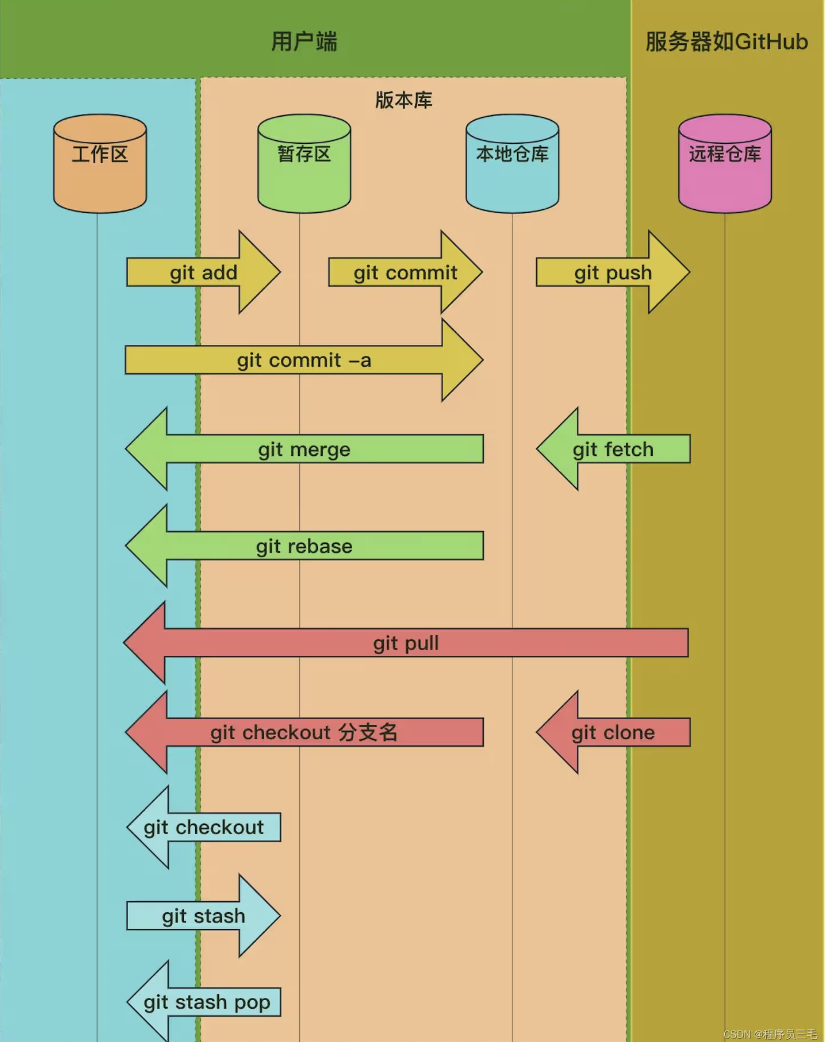 用户端
服务器如GitHub
版本库
工作区
暂存区
本地仓库
远程仓库
git add
git commit
git push
git commit -a
git merge
git fetch
git rebase
git pull
git checkout 分支名
git clone
git checkout
git stash
git stash pop
CSDN @程序员三毛